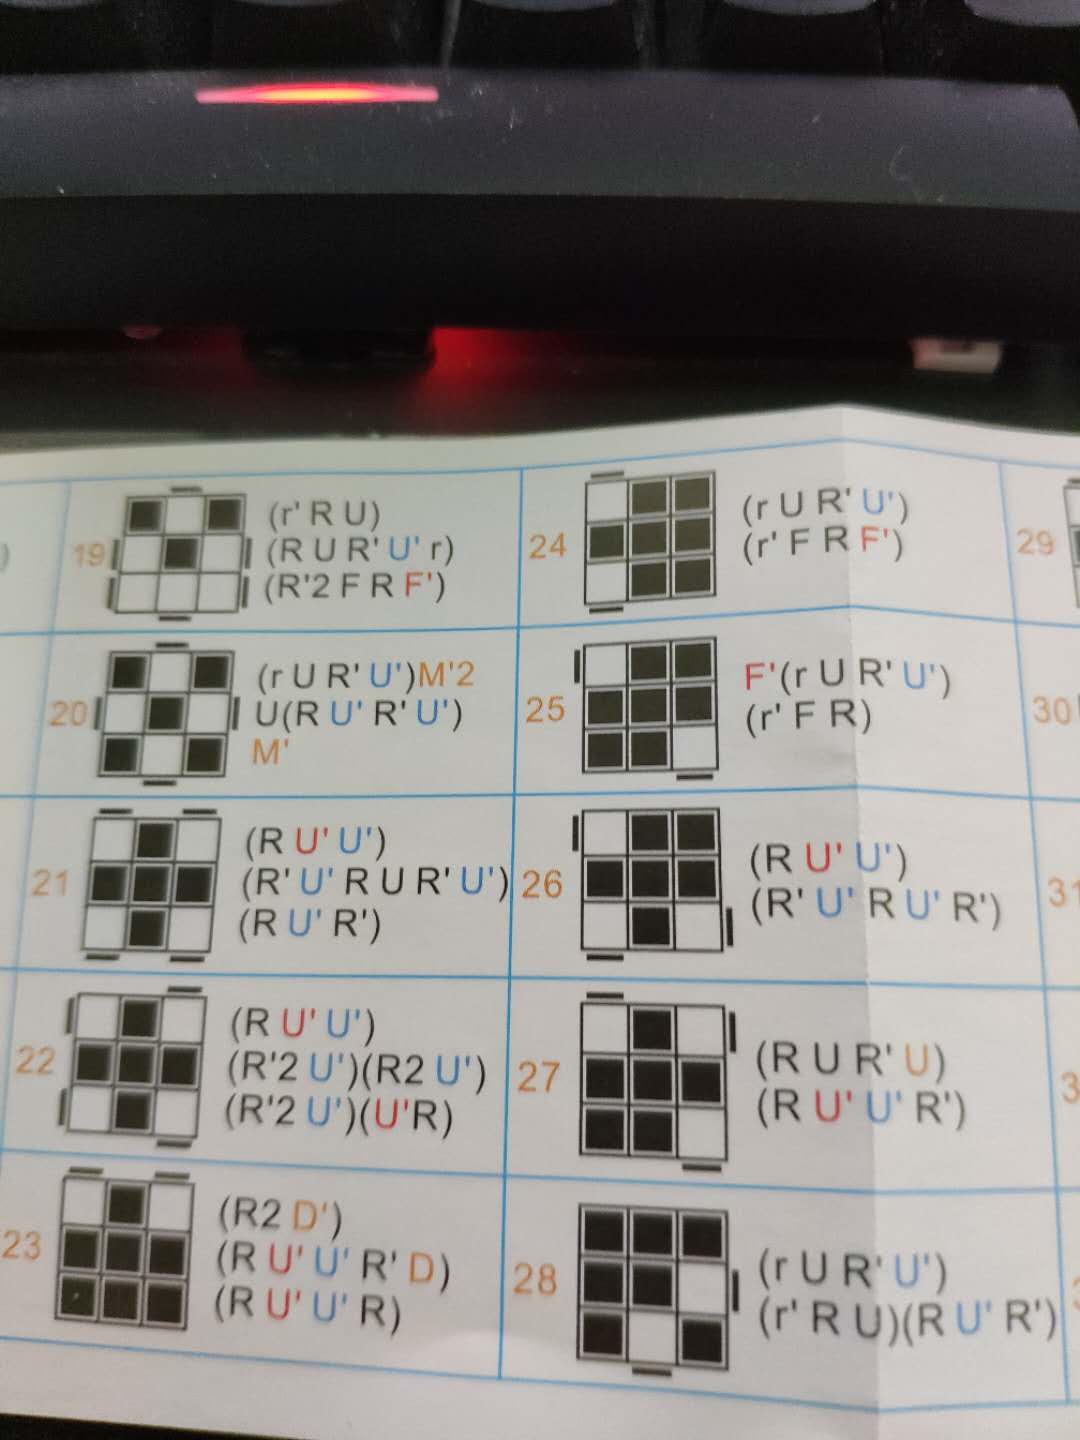 )
19
(r' R U)
(R U R' U' r)
(R'2 F R F')
20
(r U R' U')M'2
U(R U' R' U')
M'
21
(R U' U')
(R' U' R U R' U')
(R U' R')
22
(R U' U')
(R'2 U')(R2 U')
(R'2 U')(U'R)
23
(R2 D')
(R U' U' R' D)
(R U' U' R)
24
(r U R' U')
(r' F R F')
25
F'(r U R' U')
(r' F R)
26
(R U' U')
(R' U' R U' R')
27
(R U R' U)
(R U' U' R')
28
(r U R' U')
(r' R U)(R U' R')
29
30
31
3